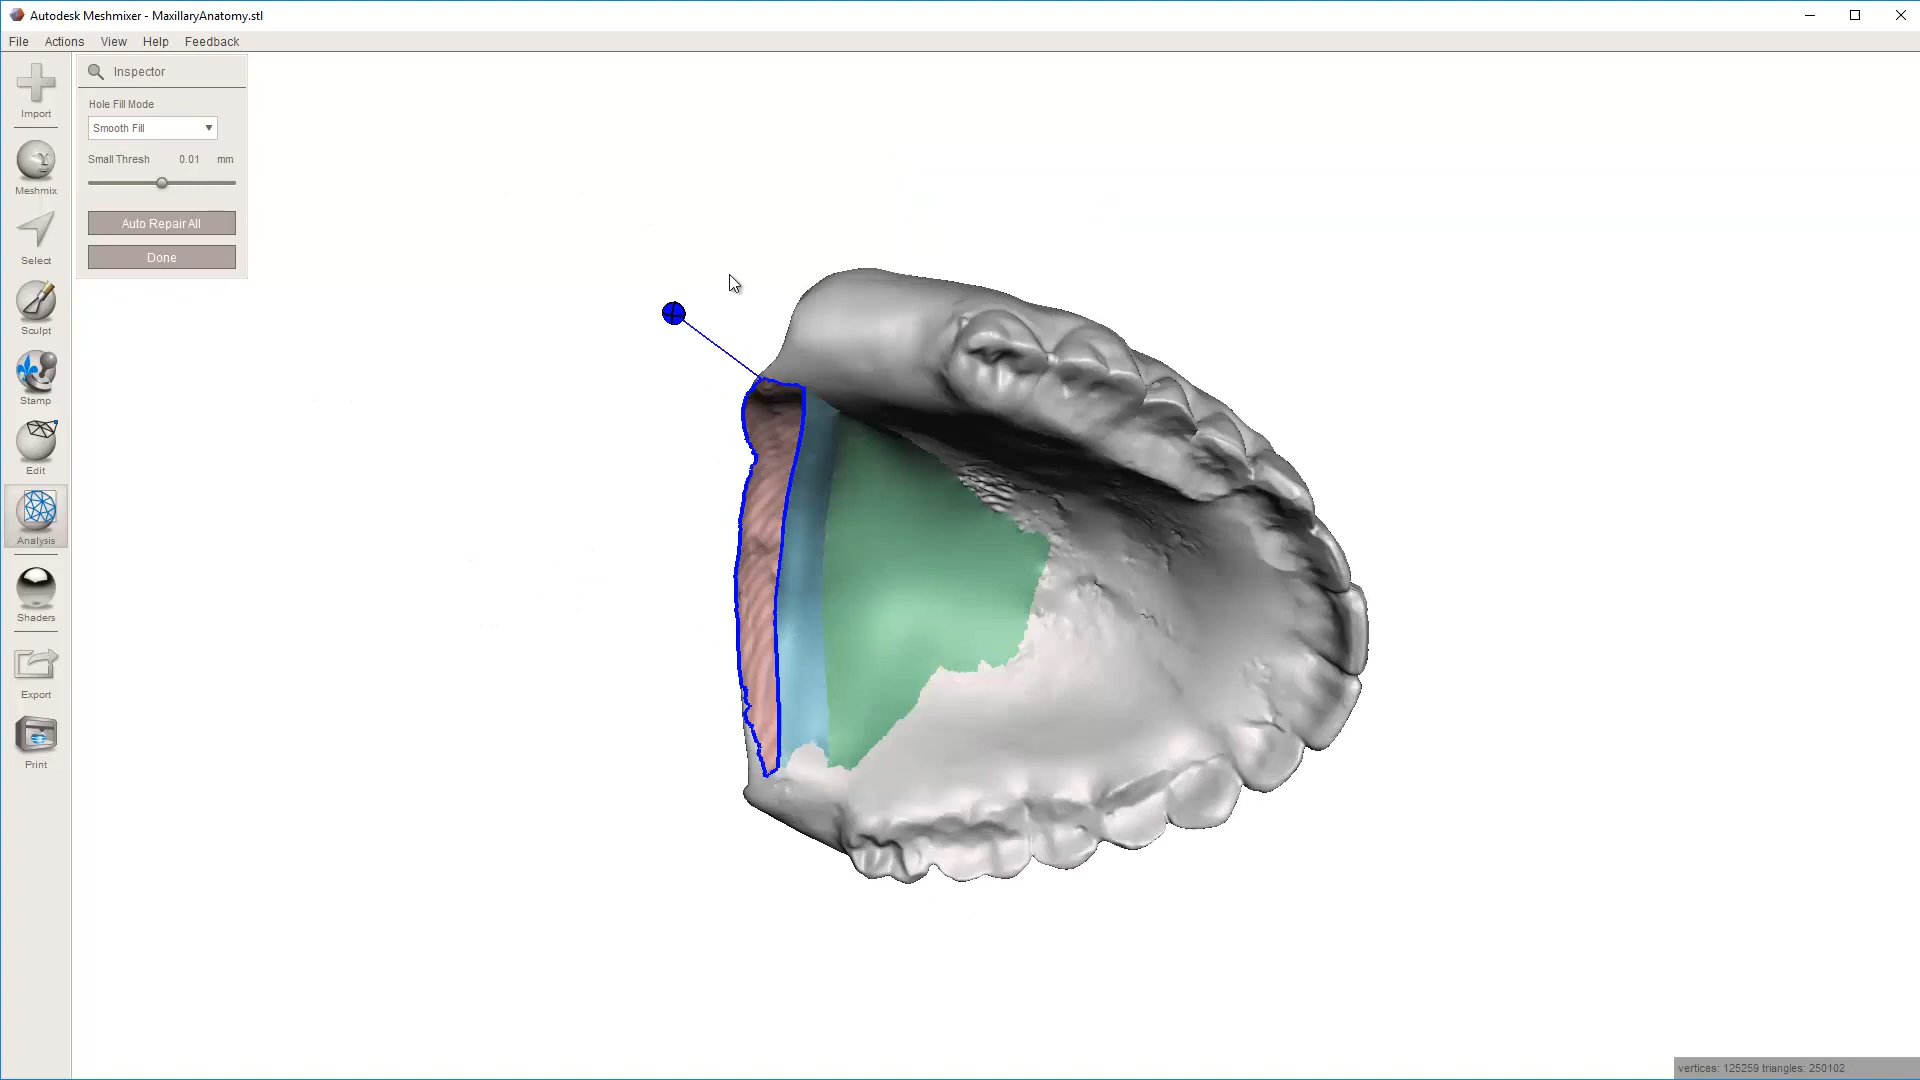 Autodesk Meshmixer - MaxillaryAnatomy.stl
File Actions View Help Feedback
Inspector
Hole Fill Mode
Smooth Fill
Small Thresh 0.01 mm
Auto Repair All
Done
Import
Meshmix
Select
Sculpt
Stamp
Edit
Analysis
Shaders
Export
Print
vertices: 125259 triangles: 250102